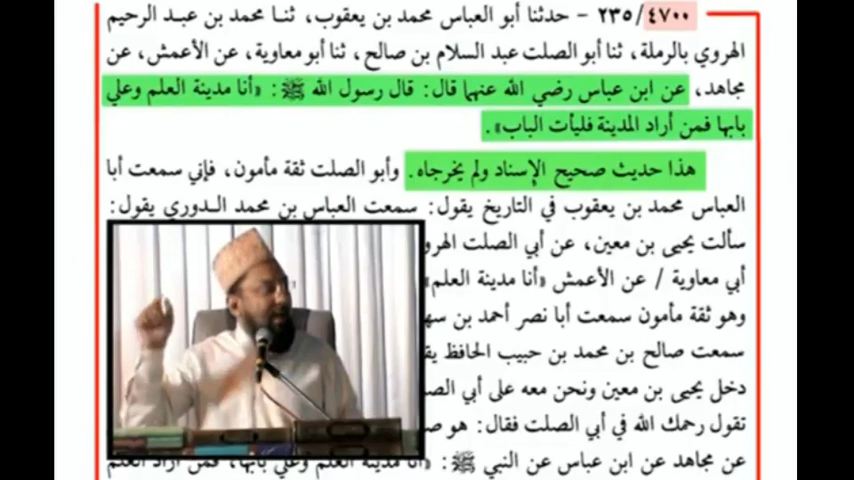 ٢٣٥/٤٧٠٠ - حدثنا أبو العباس محمد بن يعقوب، ثنا محمد بن عبد الرحيم
الهروي بالرملة، ثنا أبو الصلت عبد السلام بن صالح، ثنا أبو معاوية، عن الأعمش، عن
مجاهد، عن ابن عباس رضي الله عنهما قال: قال رسول الله ﷺ: «أنا مدينة العلم وعلي
بابها فمن أراد المدينة فليأت الباب».
هذا حديث صحيح الإسناد ولم يخرجاه. وأبو الصلت ثقة مأمون، فإني سمعت أبا
العباس محمد بن يعقوب في التاريخ يقول: سمعت العباس بن محمد الدوري يقول:
سألت يحيى بن معين، عن أبي الصلت الهرو
أبي معاوية / عن الأعمش «أنا مدينة العلم»
وهو ثقة مأمون سمعت أبا نصر أحمد بن سه
سمعت صالح بن محمد بن حبيب الحافظ يق
دخل يحيى بن معين ونحن معه على أبي الص
تقول رحمك الله في أبي الصلت فقال: هو ص
عن مجاهد عن ابن عباس عن النبي ﷺ: «أنا مدينة العلم وعلي بابها، فمن أراد العلم